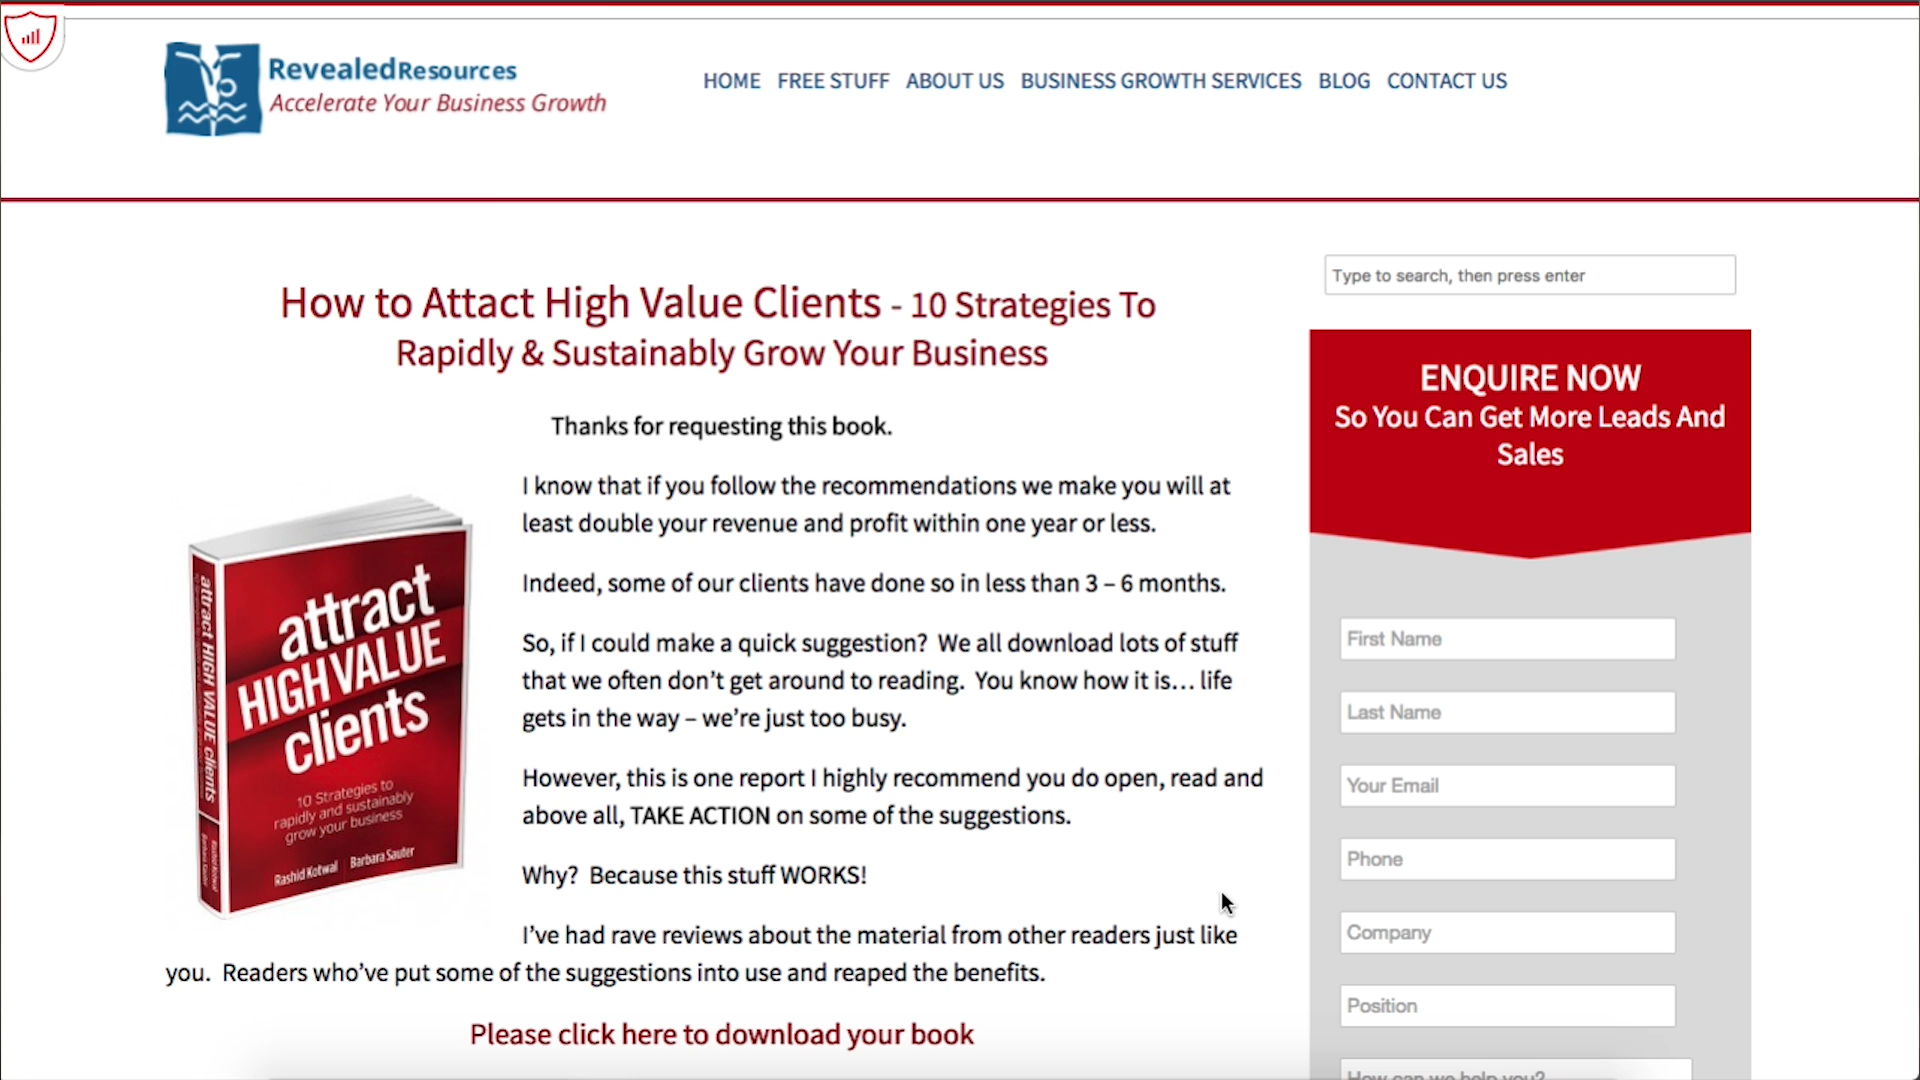 RevealedResources
Accelerate Your Business Growth
HOME FREE STUFF ABOUT US BUSINESS GROWTH SERVICES BLOG CONTACT US
Type to search, then press enter
How to Attact High Value Clients - 10 Strategies To
Rapidly & Sustainably Grow Your Business
Thanks for requesting this book.
I know that if you follow the recommendations we make you will at
least double your revenue and profit within one year or less.
Indeed, some of our clients have done so in less than 3 – 6 months.
So, if I could make a quick suggestion? We all download lots of stuff
that we often don't get around to reading. You know how it is... life
gets in the way – we're just too busy.
However, this is one report I highly recommend you do open, read and
above all, TAKE ACTION on some of the suggestions.
Why? Because this stuff WORKS!
I've had rave reviews about the material from other readers just like
you. Readers who've put some of the suggestions into use and reaped the benefits.
Please click here to download your book
attract HIGH VALUE clients
Rashid Kotwal
Barbara Sauter
attract
HIGH VALUE
clients
10 Strategies to
rapidly and sustainably
grow your business
Rashid Kotwal | Barbara Sauter
ENQUIRE NOW
So You Can Get More Leads And
Sales
First Name
Last Name
Your Email
Phone
Company
Position
How can we help you?